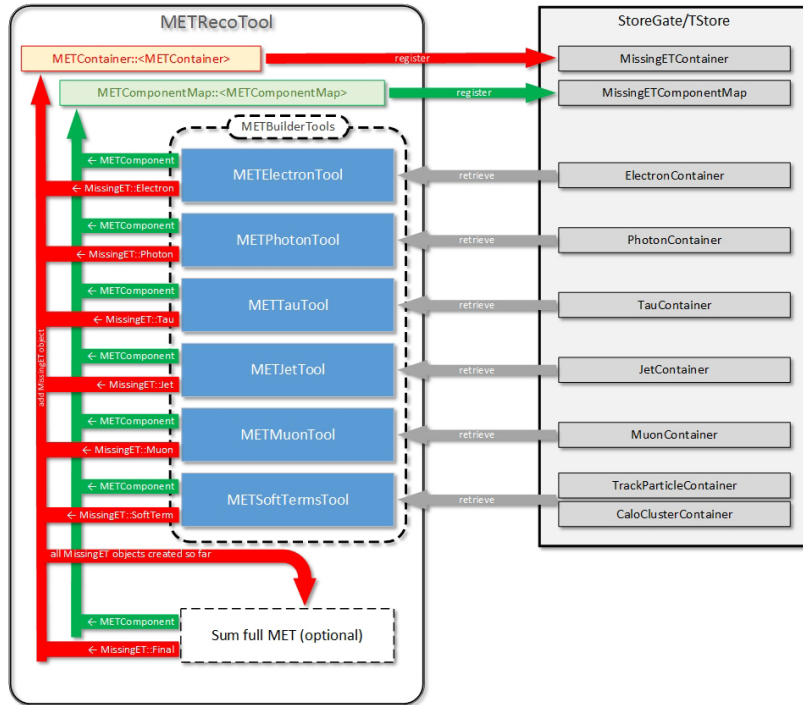 METRecoTool
StoreGate/TStore
METContainer::<METContainer>
register
MissingETContainer
METComponentMap::<METComponentMap>
register
MissingETComponentMap
METBuilderTools
← METComponent
METElectronTool
retrieve
ElectronContainer
← MissingET::Electron
← METComponent
METPhotonTool
retrieve
PhotonContainer
← MissingET::Photon
← METComponent
METTauTool
retrieve
TauContainer
← MissingET::Tau
add MissingET object
← METComponent
METJetTool
retrieve
JetContainer
← MissingET::Jet
← METComponent
METMuonTool
retrieve
MuonContainer
← MissingET::Muon
← METComponent
METSoftTermsTool
retrieve
TrackParticleContainer
CaloClusterContainer
← MissingET::SoftTerm
all MissingET objects created so far
← METComponent
Sum full MET (optional)
← MissingET::Final